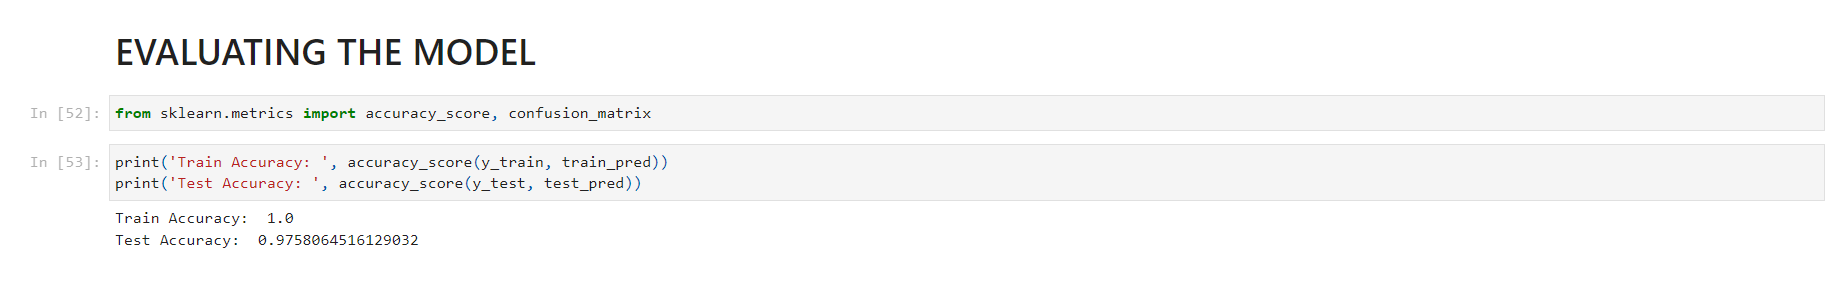 EVALUATING THE MODEL
In [52]: from sklearn.metrics import accuracy_score, confusion_matrix
In [53]: print('Train Accuracy: ', accuracy_score(y_train, train_pred))
print('Test Accuracy: ', accuracy_score(y_test, test_pred))
Train Accuracy:  1.0
Test Accuracy:  0.9758064516129032